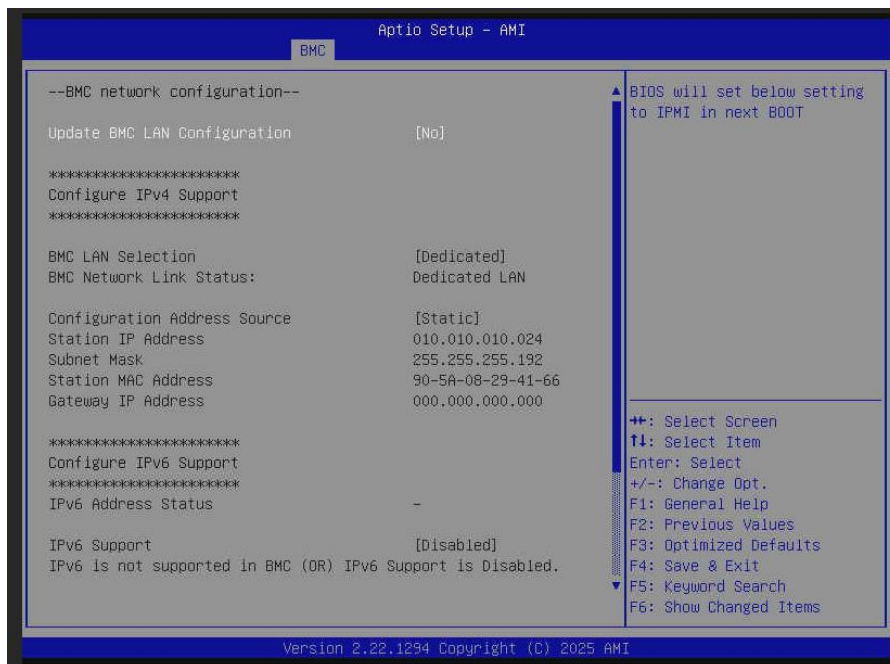 Aptio Setup – AMI
BMC
--BMC network configuration--
Update BMC LAN Configuration [No]
***********************
Configure IPv4 Support
***********************
BMC LAN Selection [Dedicated]
BMC Network Link Status: Dedicated LAN
Configuration Address Source [Static]
Station IP Address 010.010.010.024
Subnet Mask 255.255.255.192
Station MAC Address 90-5A-08-29-41-66
Gateway IP Address 000.000.000.000
***********************
Configure IPv6 Support
***********************
IPv6 Address Status -
IPv6 Support [Disabled]
IPv6 is not supported in BMC (OR) IPv6 Support is Disabled.
BIOS will set below setting
to IPMI in next BOOT
→←: Select Screen
↑↓: Select Item
Enter: Select
+/-: Change Opt.
F1: General Help
F2: Previous Values
F3: Optimized Defaults
F4: Save & Exit
F5: Keyword Search
F6: Show Changed Items
Version 2.22.1294 Copyright (C) 2025 AMI